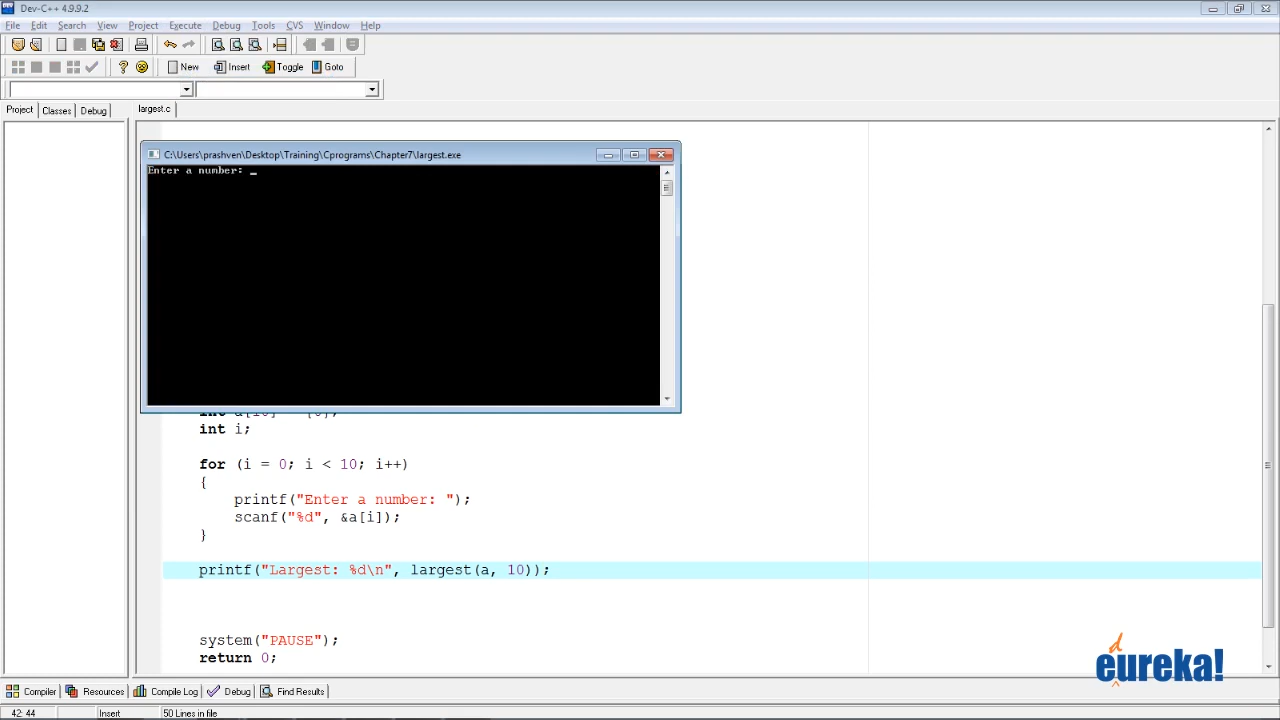 Dev-C++ 4.9.9.2
File Edit Search View Project Execute Debug Tools CVS Window Help
New Insert Toggle Goto
Project Classes Debug
largest.c
C:\Users\prashven\Desktop\Training\Cprograms\Chapter7\largest.exe
Enter a number: _
int i;
for (i = 0; i < 10; i++)
{
printf("Enter a number: ");
scanf("%d", &a[i]);
}
printf("Largest: %d\n", largest(a, 10));
system("PAUSE");
return 0;
eureka!
d
Compiler Resources Compile Log Debug Find Results
42: 44 Insert 50 Lines in file